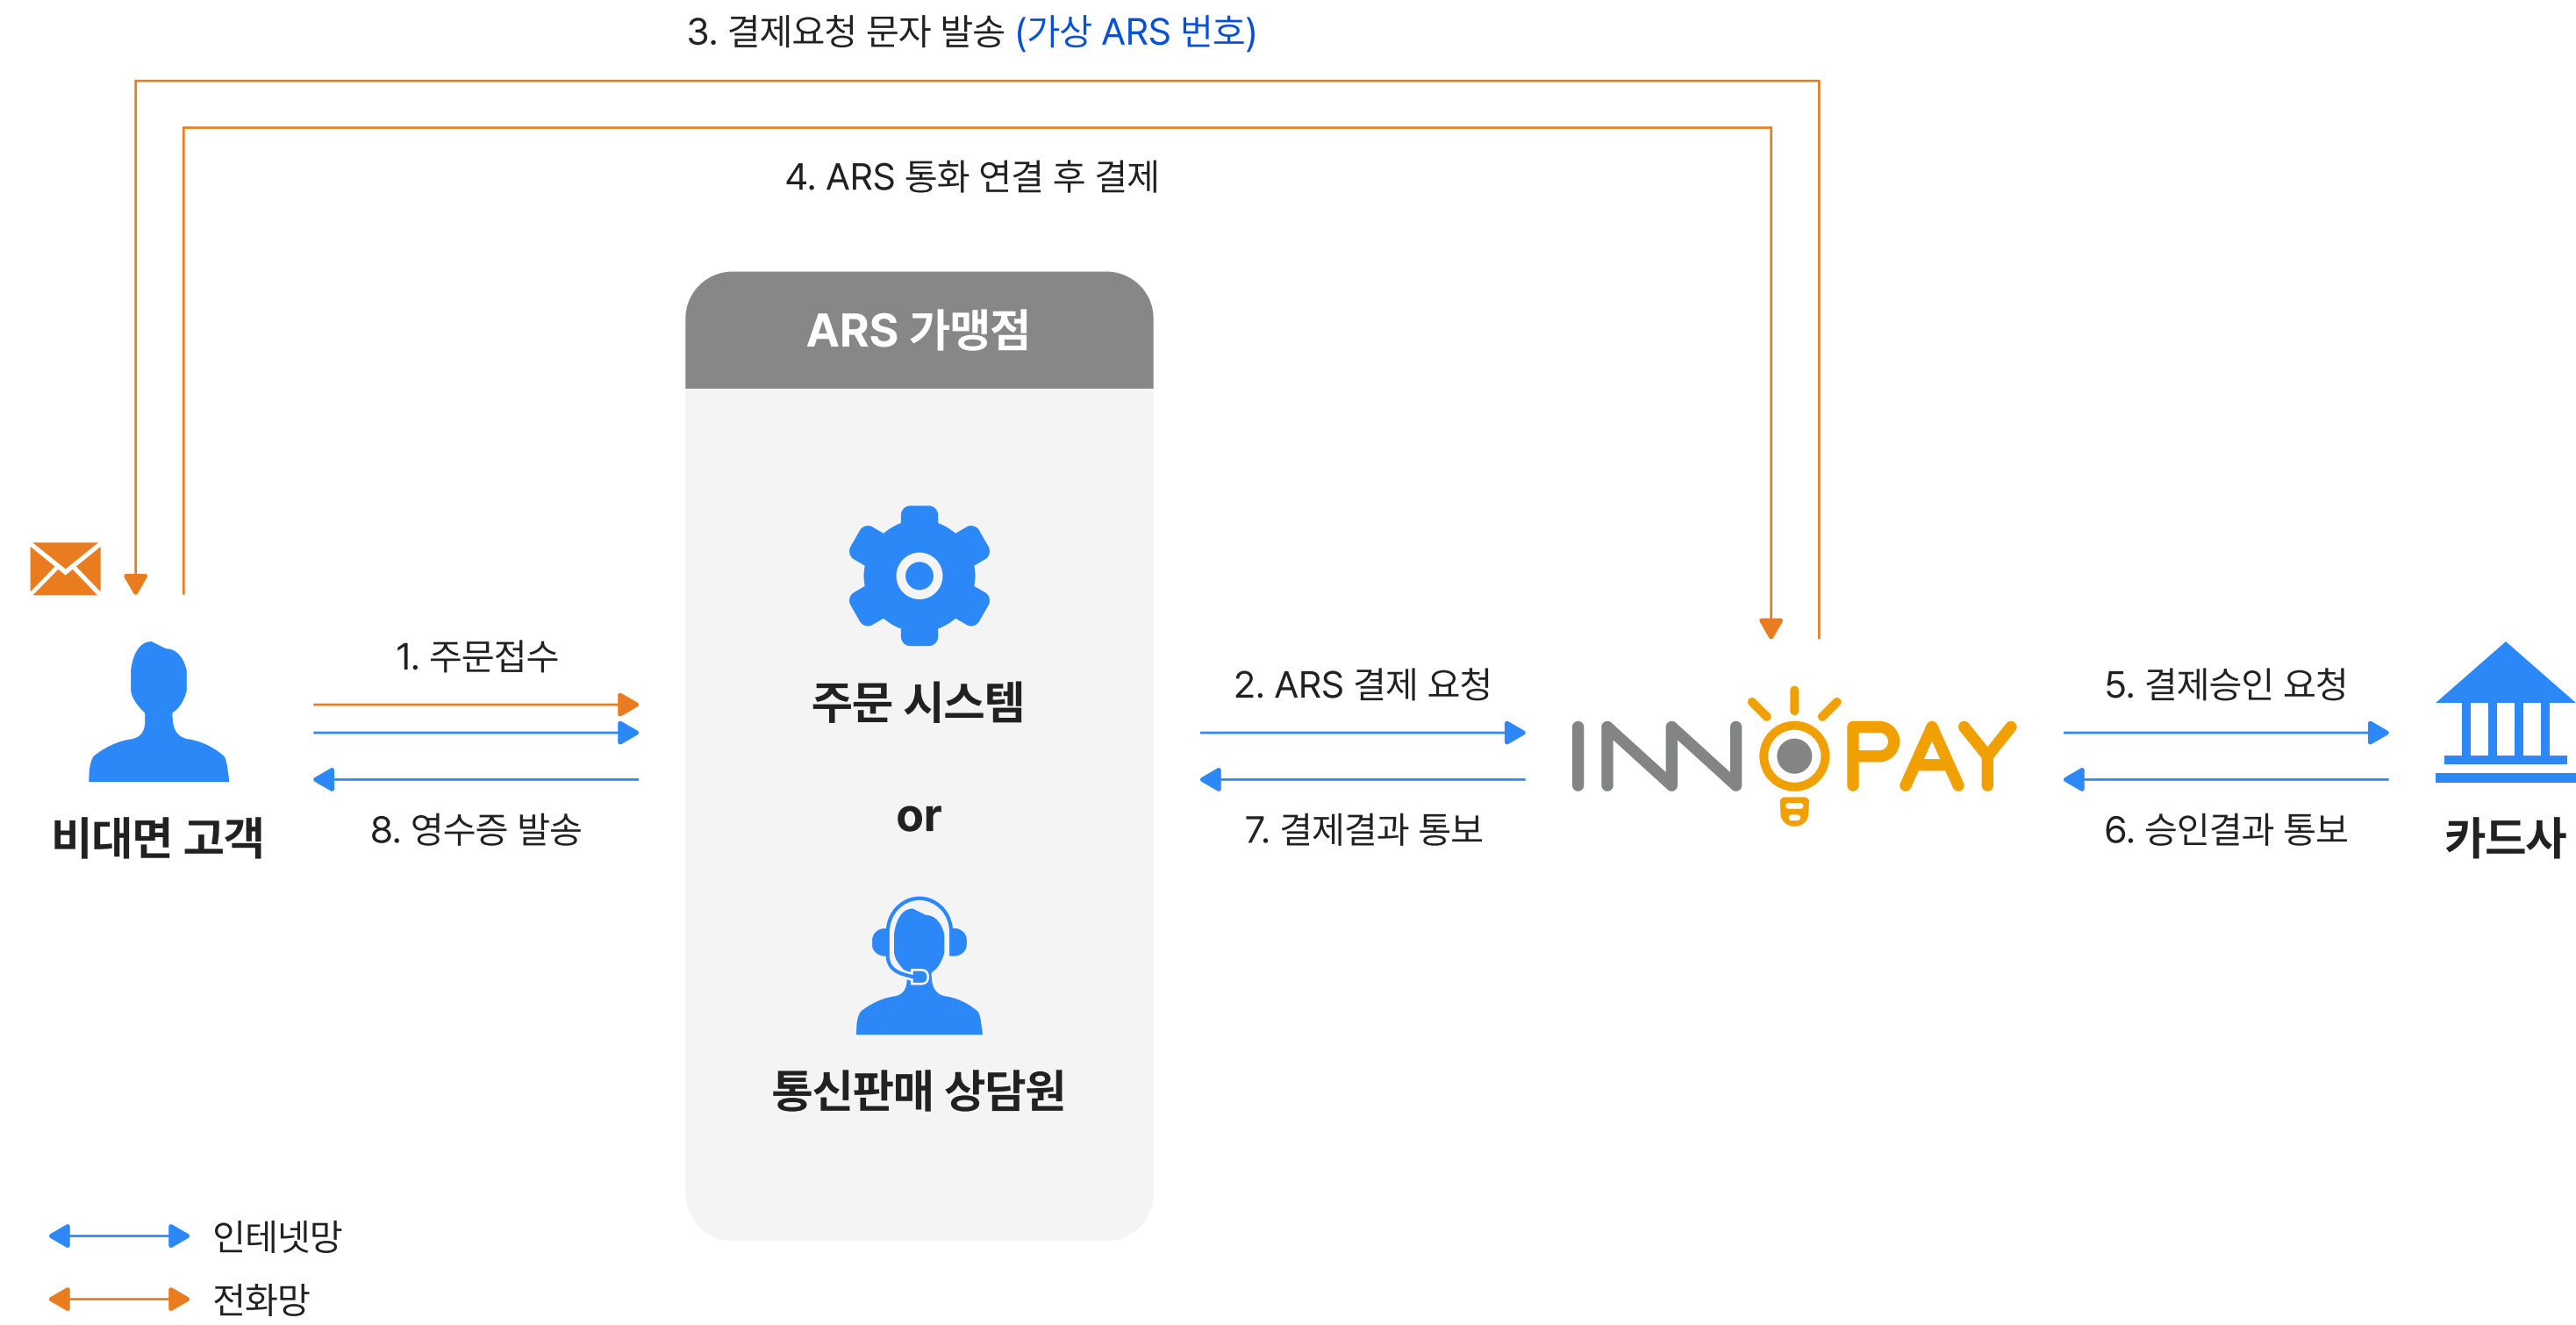 3. 결제요청 문자 발송 (가상 ARS 번호)
4. ARS 통화 연결 후 결제
ARS 가맹점
주문 시스템
or
통신판매 상담원
1. 주문접수
8. 영수증 발송
비대면 고객
2. ARS 결제 요청
7. 결제결과 통보
INNOPAY
5. 결제승인 요청
6. 승인결과 통보
카드사
인테넷망
전화망